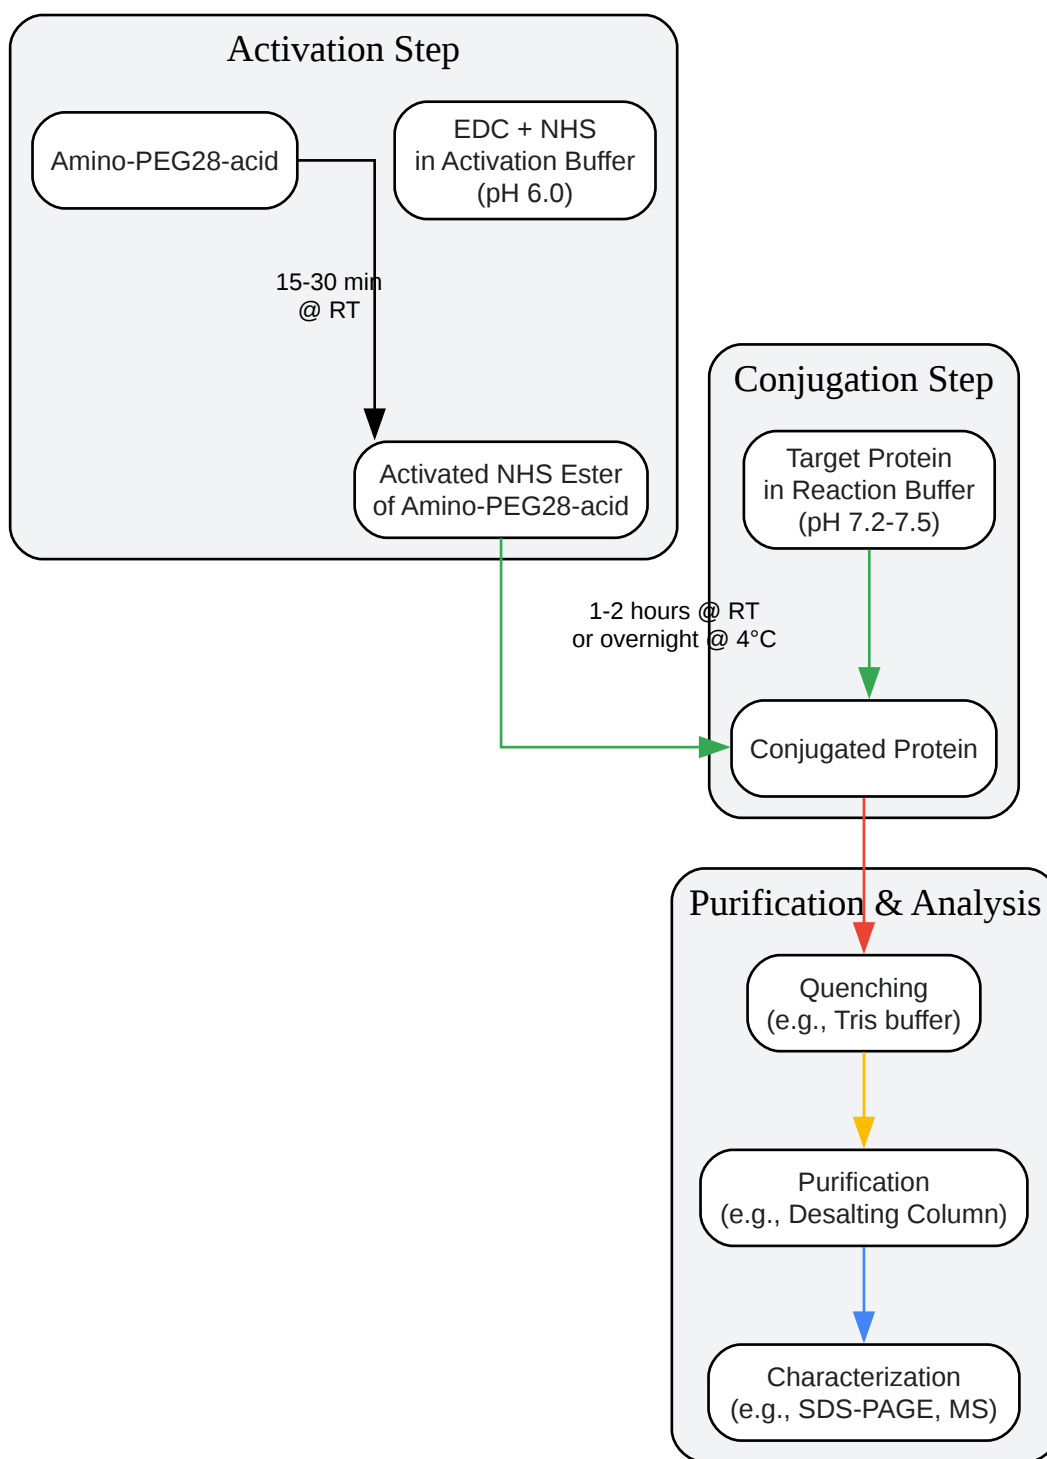 Activation Step
Amino-PEG28-acid
EDC + NHS
in Activation Buffer
(pH 6.0)
15-30 min
@ RT
Activated NHS Ester
of Amino-PEG28-acid
Conjugation Step
Target Protein
in Reaction Buffer
(pH 7.2-7.5)
1-2 hours @ RT
or overnight @ 4°C
Conjugated Protein
Purification & Analysis
Quenching
(e.g., Tris buffer)
Purification
(e.g., Desalting Column)
Characterization
(e.g., SDS-PAGE, MS)